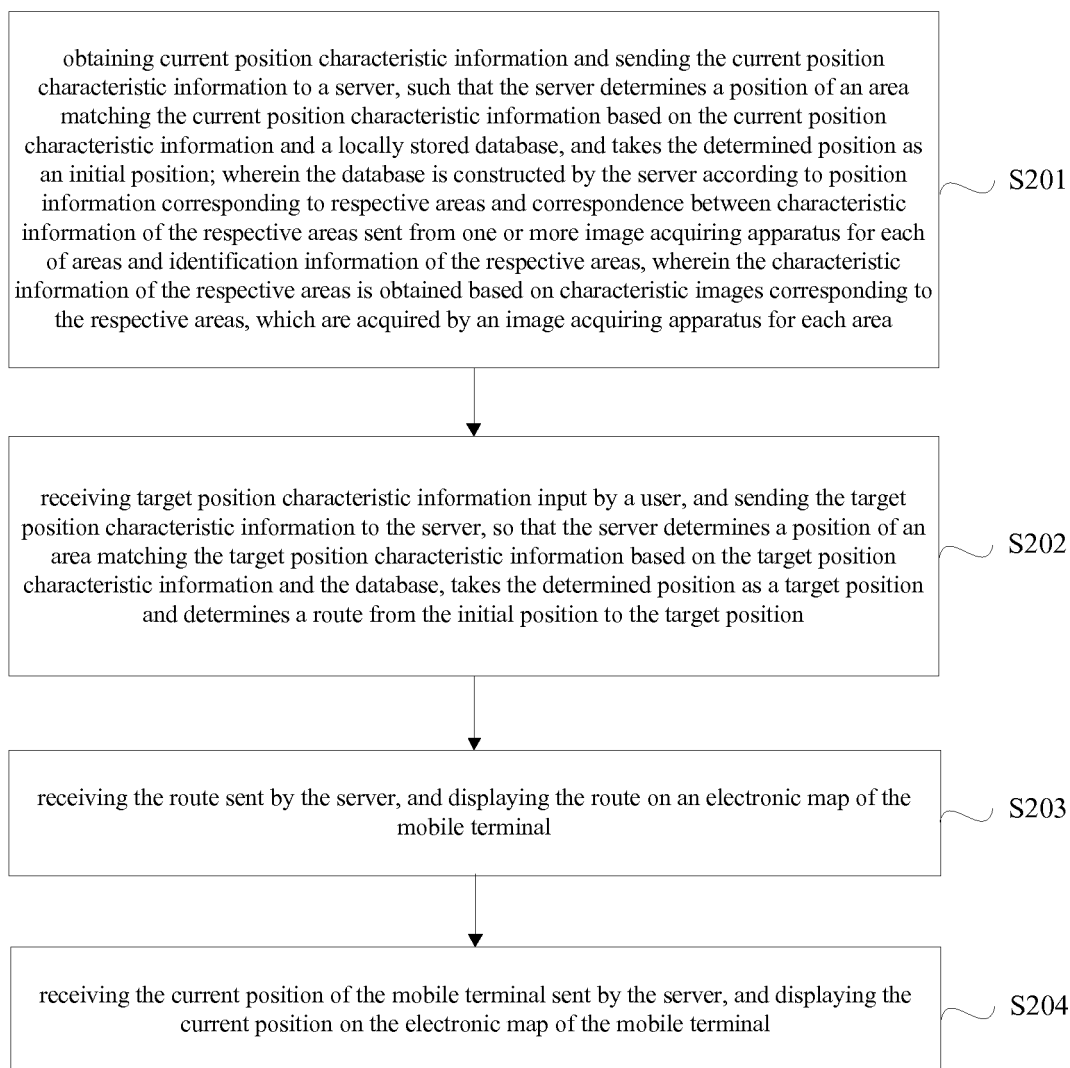 obtaining current position characteristic information and sending the current position
characteristic information to a server, such that the server determines a position of an area
matching the current position characteristic information based on the current position
characteristic information and a locally stored database, and takes the determined position as
an initial position; wherein the database is constructed by the server according to position
information corresponding to respective areas and correspondence between characteristic
information of the respective areas sent from one or more image acquiring apparatus for each
of areas and identification information of the respective areas, wherein the characteristic
information of the respective areas is obtained based on characteristic images corresponding to
the respective areas, which are acquired by an image acquiring apparatus for each area
S201
receiving target position characteristic information input by a user, and sending the target
position characteristic information to the server, so that the server determines a position of an
area matching the target position characteristic information based on the target position
characteristic information and the database, takes the determined position as a target position
and determines a route from the initial position to the target position
S202
receiving the route sent by the server, and displaying the route on an electronic map of the
mobile terminal
S203
receiving the current position of the mobile terminal sent by the server, and displaying the
current position on the electronic map of the mobile terminal
S204